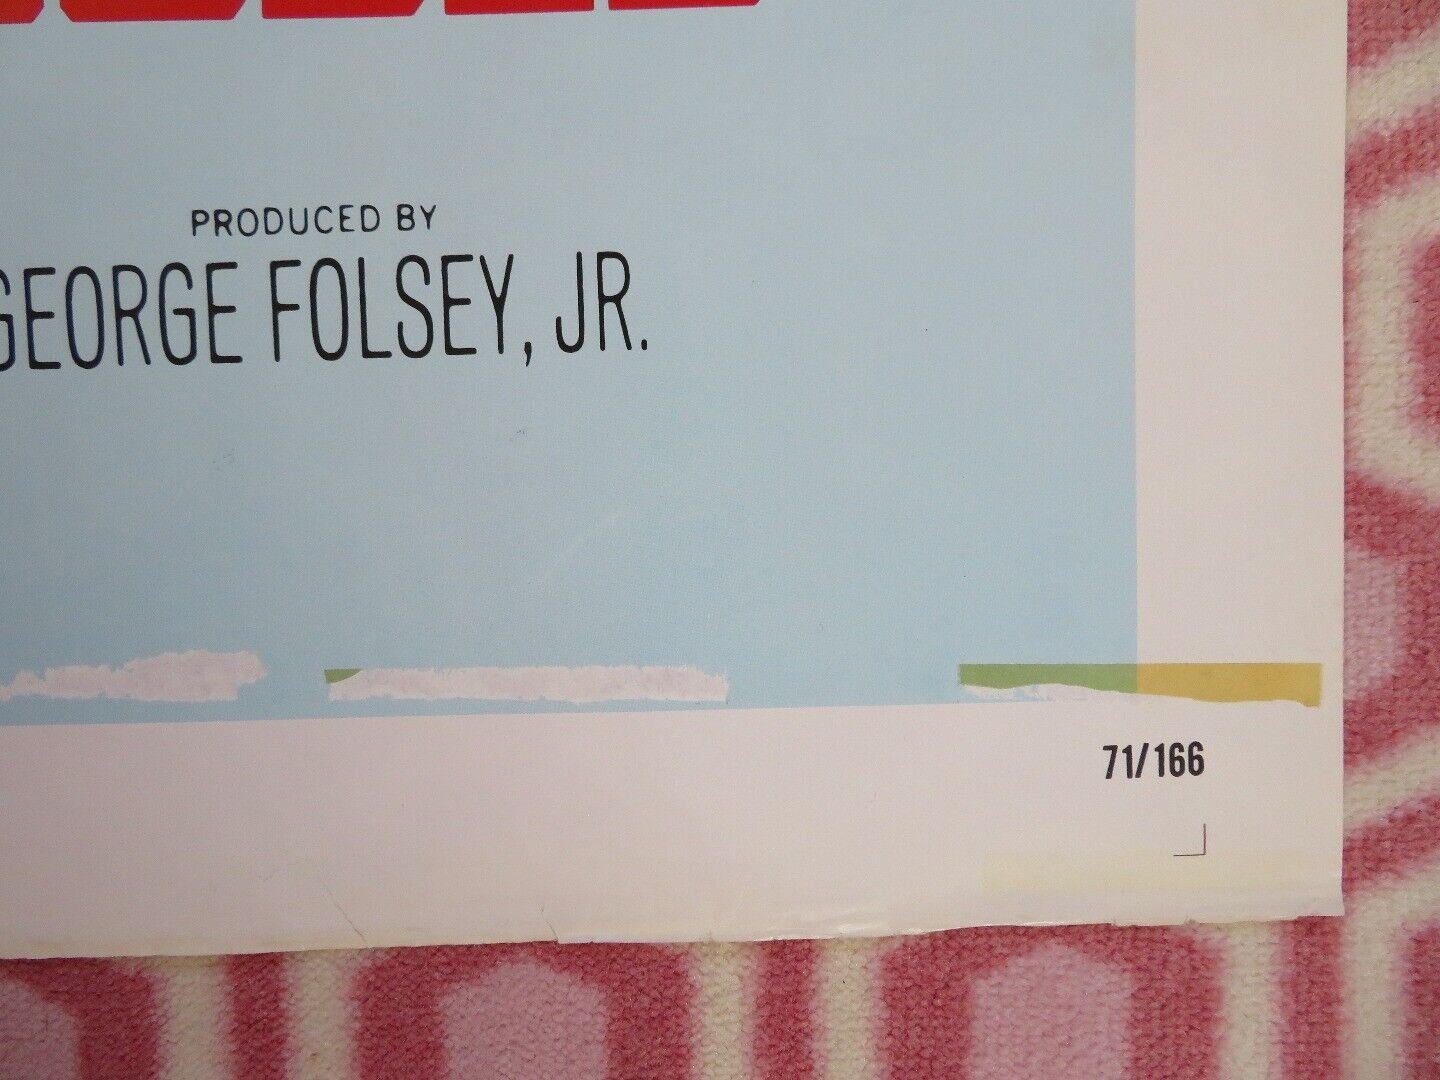 PRODUCED BY
GEORGE FOLSEY, JR.
71/166